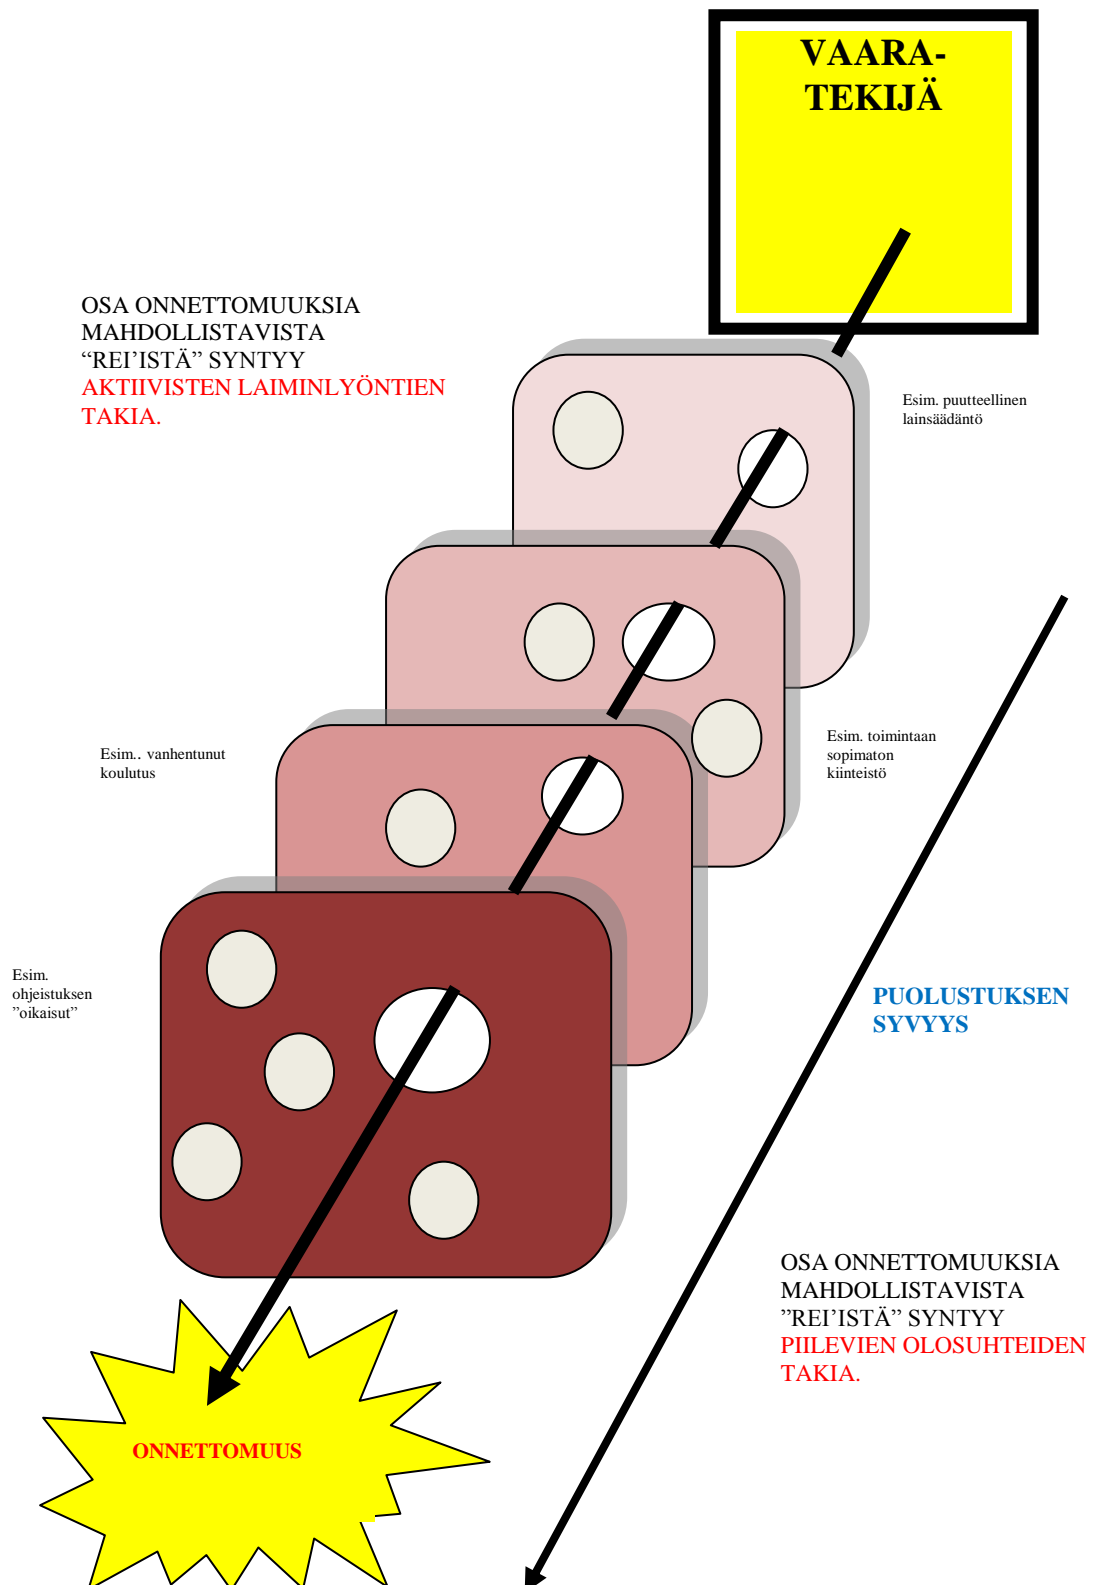 VAARA-
TEKIJÄ
OSA ONNETTOMUUKSIA
MAHDOLLISTAVISTA
“REI'ISTÄ” SYNTYY
AKTIIVISTEN LAIMINLYÖNTIEN
TAKIA.
Esim. puutteellinen
lainsäädäntö
Esim. toimintaan
sopimaton
kiinteistö
Esim.. vanhentunut
koulutus
Esim.
ohjeistuksen
”oikaisut”
PUOLUSTUKSEN
SYVYYS
OSA ONNETTOMUUKSIA
MAHDOLLISTAVISTA
”REI'ISTÄ” SYNTYY
PIILEVIEN OLOSUHTEIDEN
TAKIA.
ONNETTOMUUS